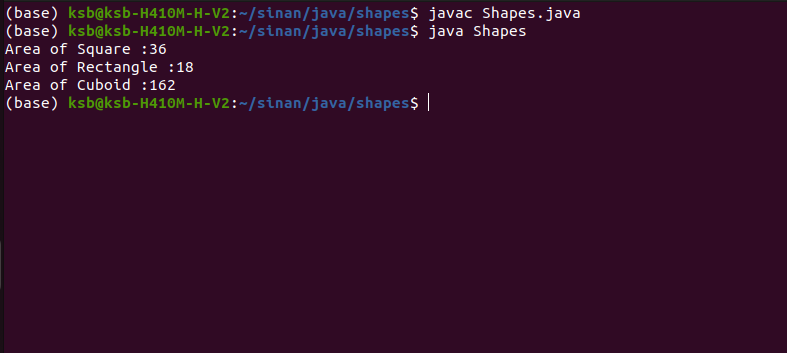 (base) ksb@ksb-H410M-H-V2:~/sinan/java/shapes$ javac Shapes.java
(base) ksb@ksb-H410M-H-V2:~/sinan/java/shapes$ java Shapes
Area of Square :36
Area of Rectangle :18
Area of Cuboid :162
(base) ksb@ksb-H410M-H-V2:~/sinan/java/shapes$